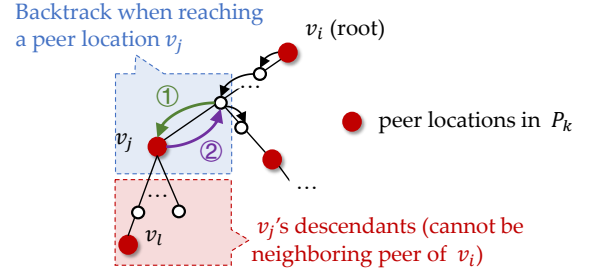 Backtrack when reaching
a peer location v_j
v_i (root)
...
①
②
v_j
peer locations in P_k
...
...
v_l
v_j's descendants (cannot be
neighboring peer of v_i)